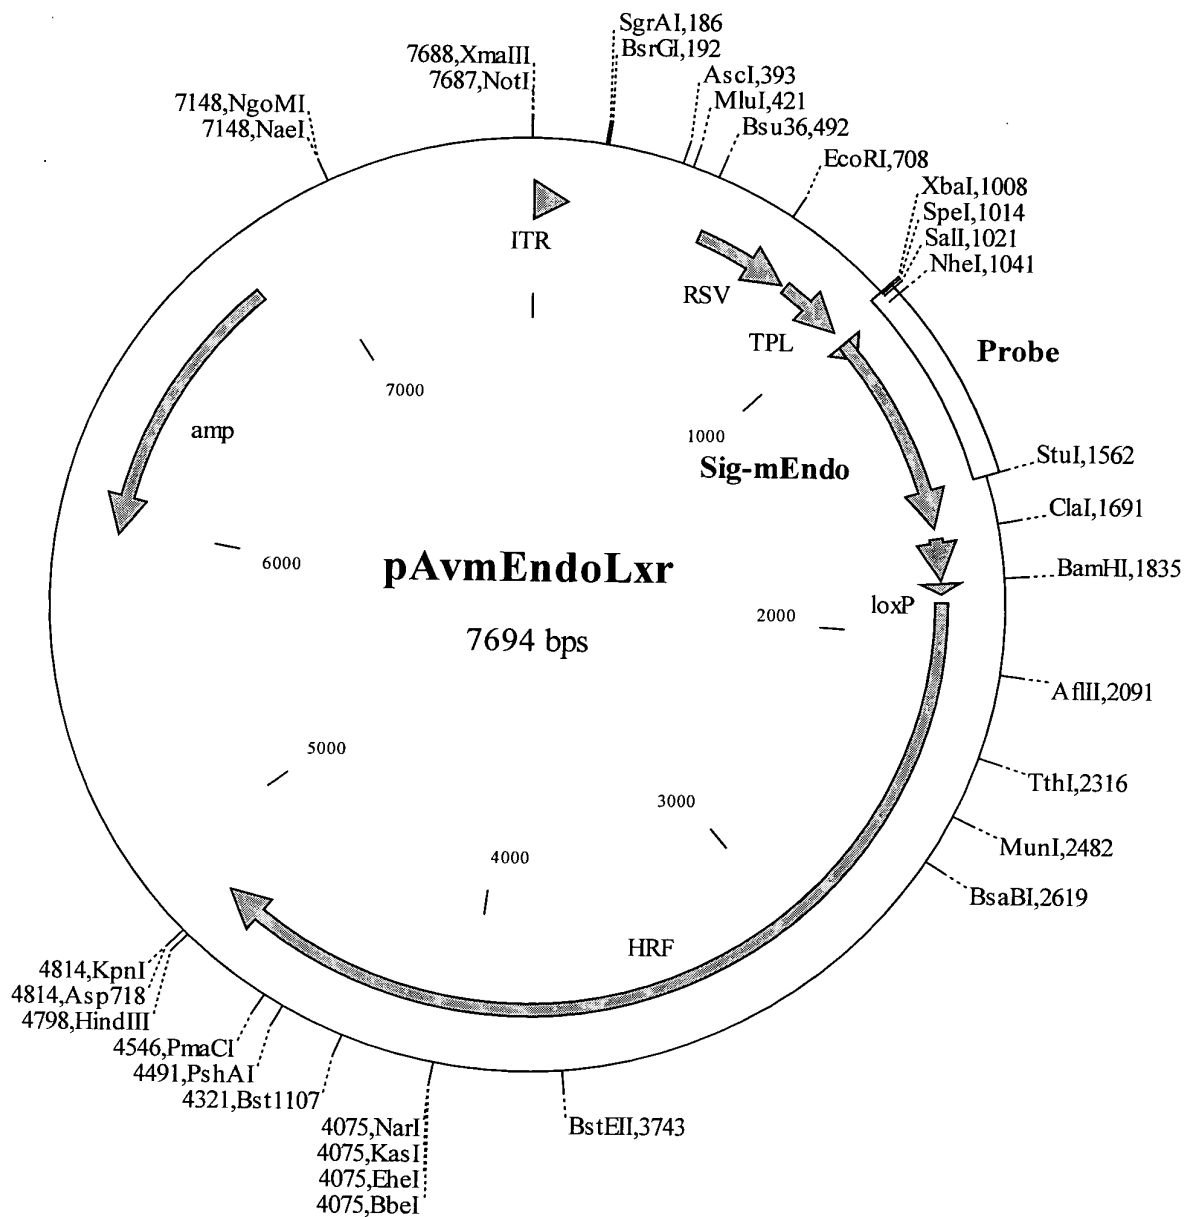 SgrAI,186
BsrGI,192
7688,XmaIII
7687,NotI
AscI,393
MluI,421
Bsu36,492
7148,NgoMI
7148,NaeI
EcoRI,708
XbaI,1008
SpeI,1014
SalI,1021
NheI,1041
ITR
RSV
TPL
Probe
7000
amp
1000
Sig-mEndo
StuI,1562
ClaI,1691
6000
pAvmEndoLxr
BamHI,1835
loxP
2000
7694 bps
AflII,2091
5000
TthI,2316
3000
MunI,2482
4000
BsaBI,2619
HRF
4814,KpnI
4814,Asp718
4798,HindIII
4546,PmaCI
4491,PshAI
4321,Bst1107
4075,NarI
4075,KasI
4075,EheI
4075,BbeI
BstEII,3743